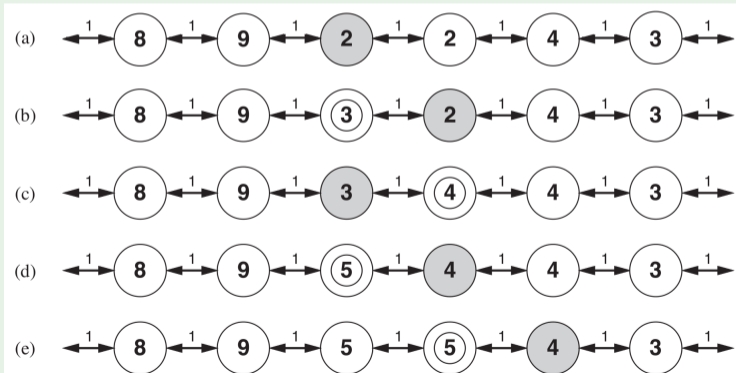 1 1 1 1 1 1 1
(a) 8 9 2 2 4 3
1 1 1 1 1 1 1
(b) 8 9 3 2 4 3
1 1 1 1 1 1 1
(c) 8 9 3 4 4 3
1 1 1 1 1 1 1
(d) 8 9 5 4 4 3
1 1 1 1 1 1 1
(e) 8 9 5 5 4 3